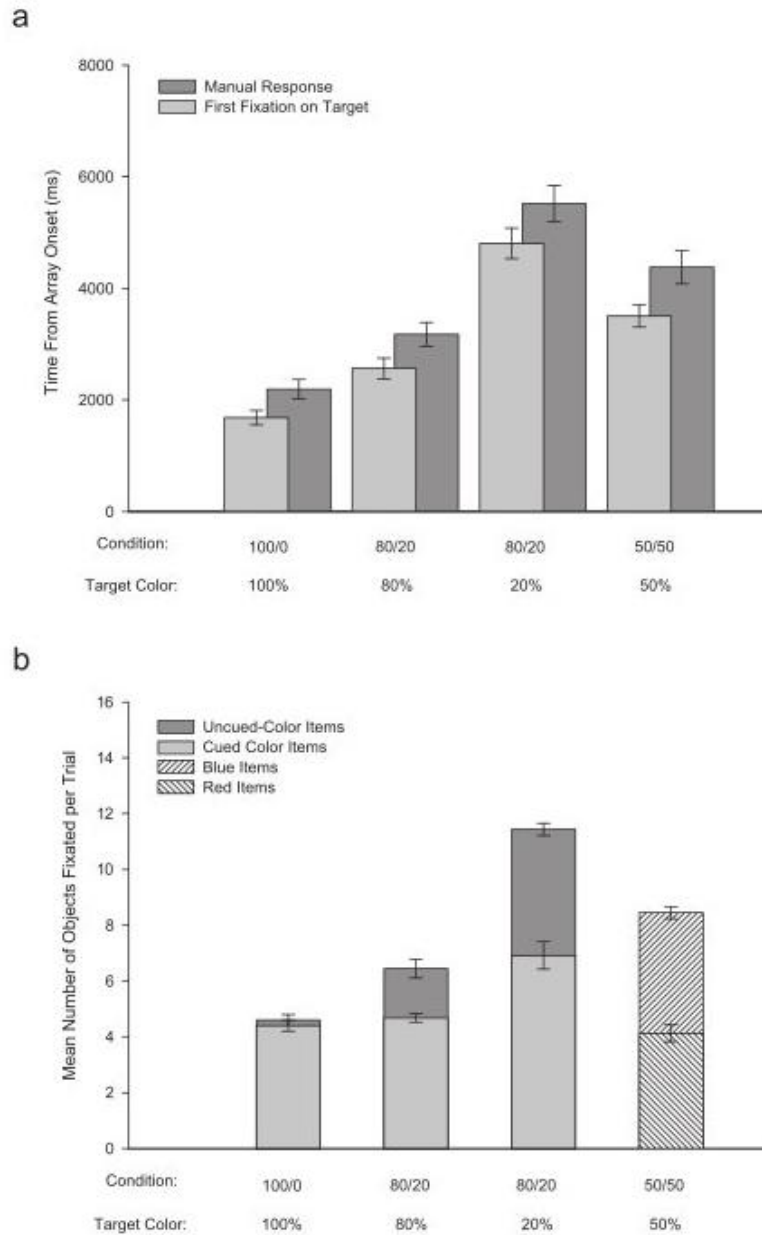 a
8000
Manual Response
First Fixation on Target
6000
Time From Array Onset (ms)
4000
2000
0
Condition: 100/0 80/20 80/20 50/50
Target Color: 100% 80% 20% 50%
b
16
Uncued-Color Items
14
Cued Color Items
Blue Items
Red Items
12
Mean Number of Objects Fixated per Trial
10
8
6
4
2
0
Condition: 100/0 80/20 80/20 50/50
Target Color: 100% 80% 20% 50%